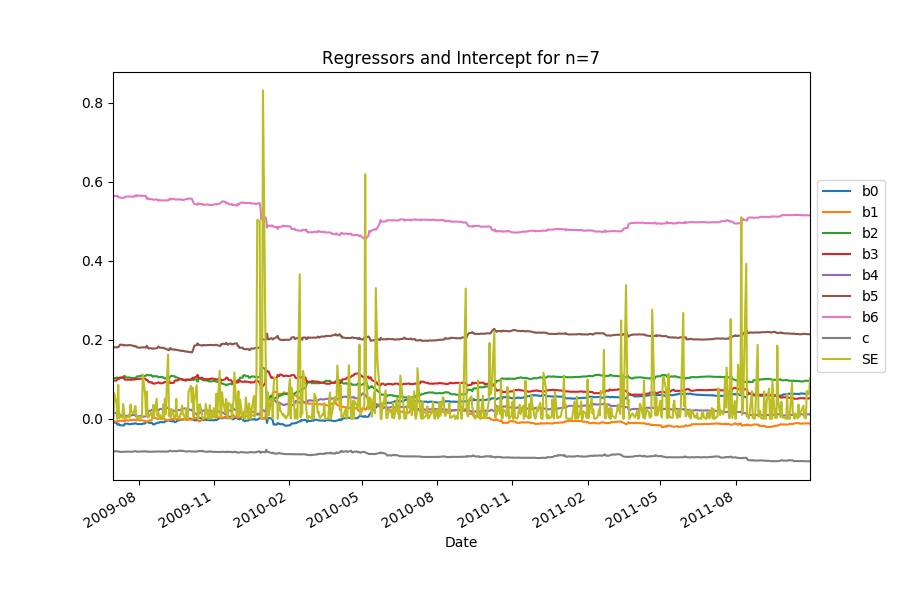 Regressors and Intercept for n=7
0.8
0.6
0.4
0.2
0.0
2009-08
2009-11
2010-02
2010-05
2010-08
2010-11
2011-02
2011-05
2011-08
Date
b0
b1
b2
b3
b4
b5
b6
c
SE